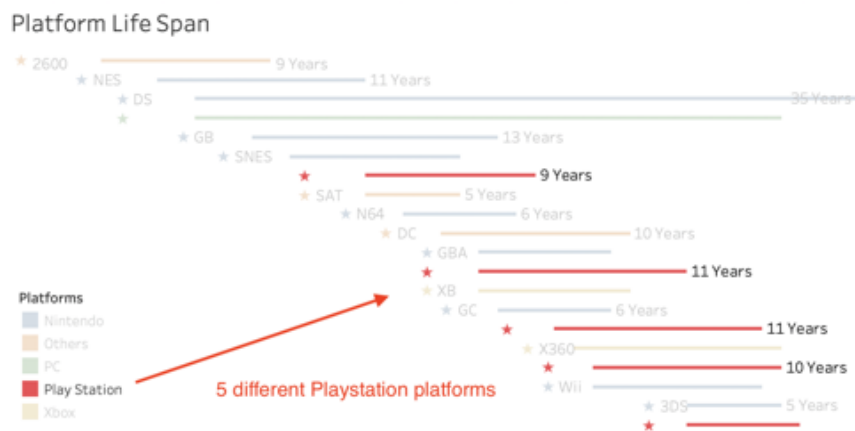 Platform Life Span
2600 9 Years
NES 11 Years
DS 35 Years
GB 13 Years
SNES
9 Years
SAT 5 Years
N64 6 Years
DC 10 Years
GBA
11 Years
XB
GC 6 Years
11 Years
X360
10 Years
Wii
3DS 5 Years
Platforms
Nintendo
Others
PC
Play Station
Xbox
5 different Playstation platforms